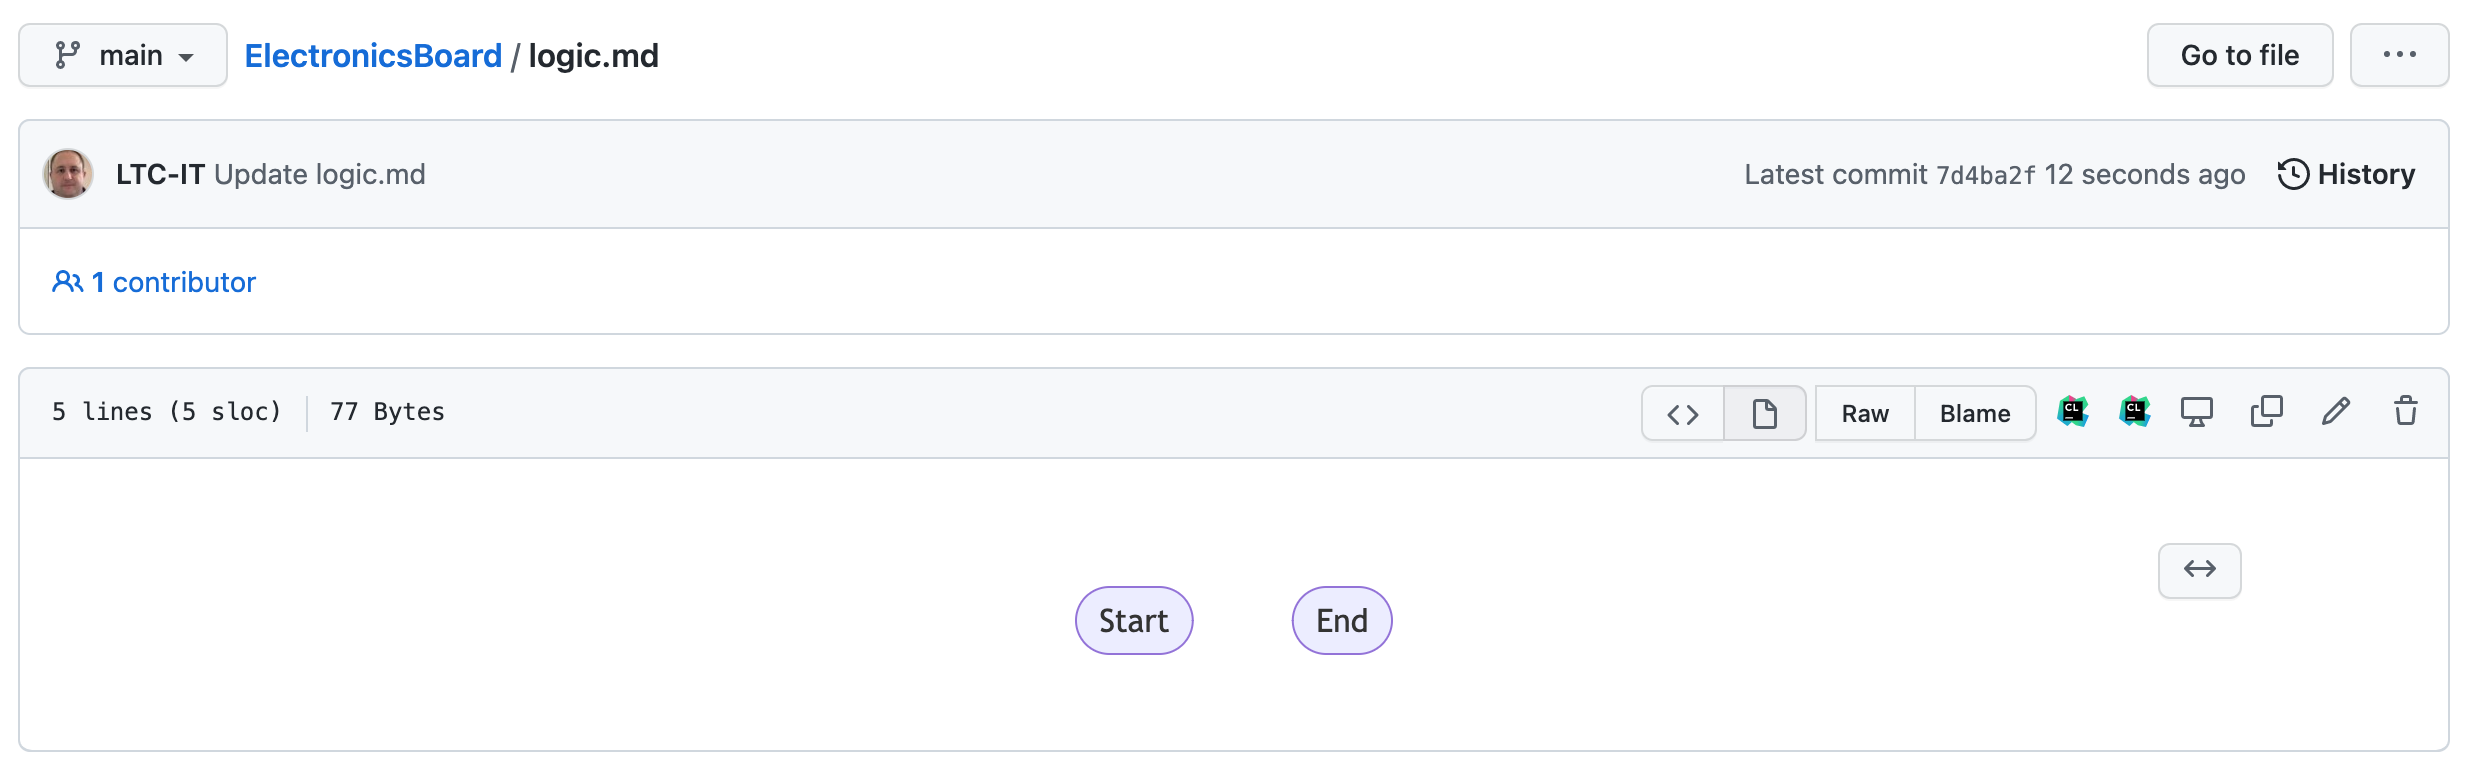 main ElectronicsBoard / logic.md Go to file ...
LTC-IT Update logic.md Latest commit 7d4ba2f 12 seconds ago History
1 contributor
5 lines (5 sloc) 77 Bytes <> Raw Blame CL CL
Start End